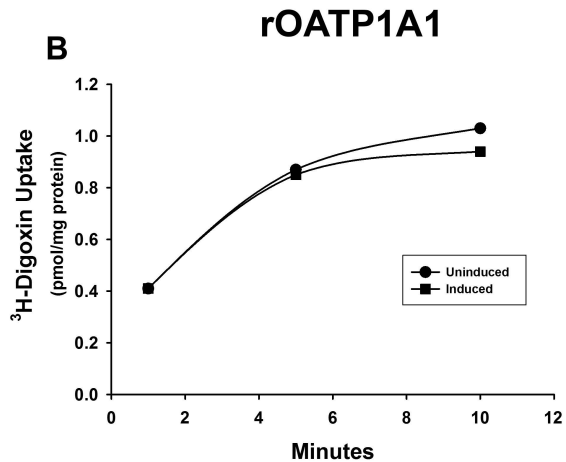 rOATP1A1
B
³H-Digoxin Uptake
(pmol/mg protein)
1.2
1.0
0.8
0.6
0.4
0.2
0.0
Uninduced
Induced
0 2 4 6 8 10 12
Minutes